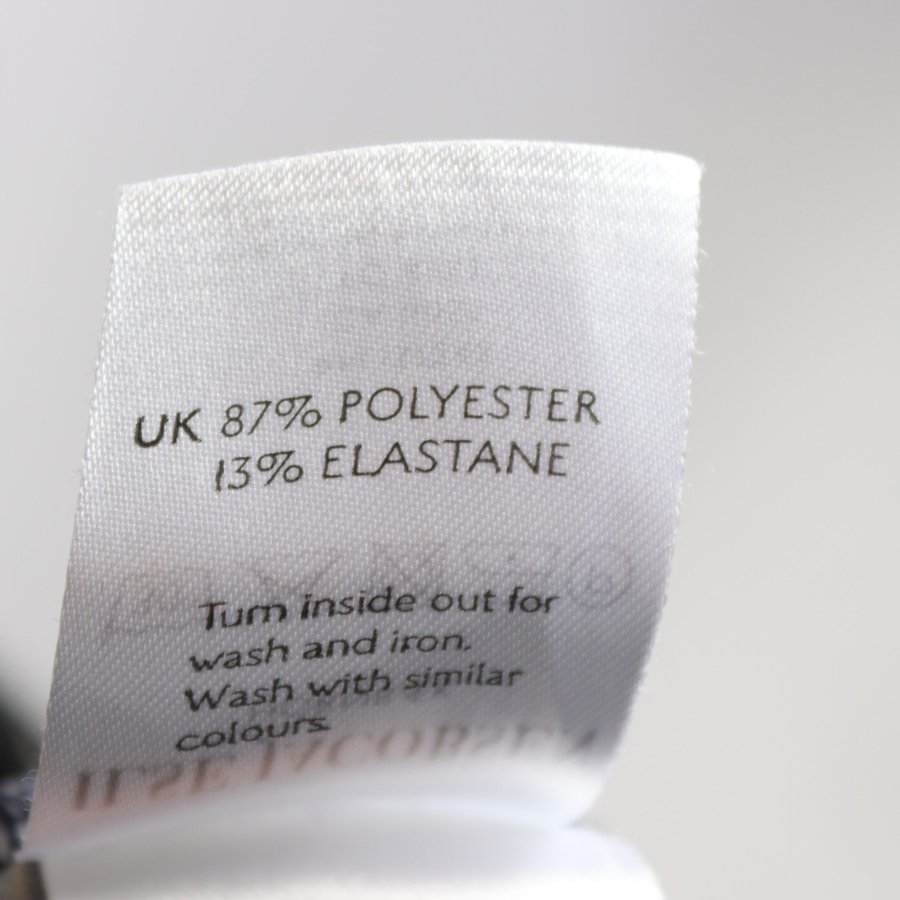 UK 87% POLYESTER
13% ELASTANE
Turn inside out for
wash and iron.
Wash with similar
colours.